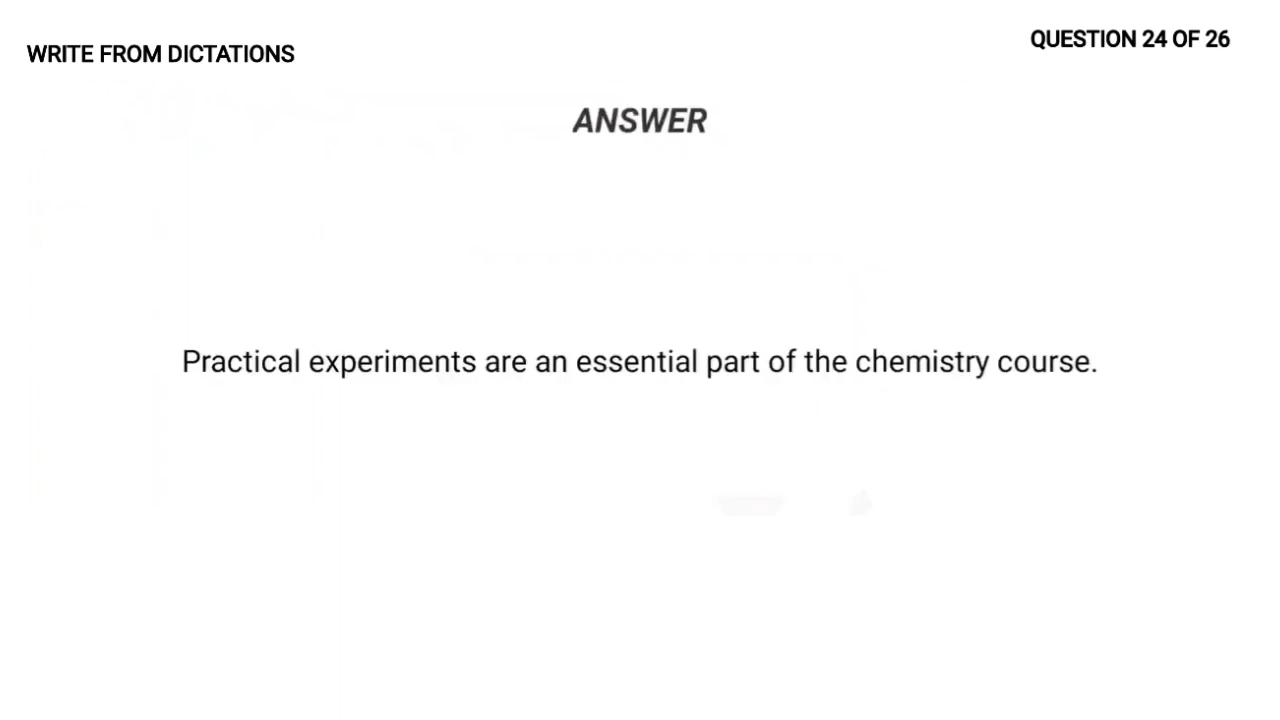 WRITE FROM DICTATIONS
QUESTION 24 OF 26
ANSWER
Practical experiments are an essential part of the chemistry course.